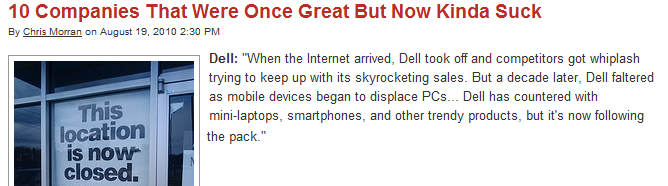 10 Companies That Were Once Great But Now Kinda Suck
By Chris Morran on August 19, 2010 2:30 PM
Dell: "When the Internet arrived, Dell took off and competitors got whiplash
trying to keep up with its skyrocketing sales. But a decade later, Dell faltered
as mobile devices began to displace PCs... Dell has countered with
mini-laptops, smartphones, and other trendy products, but it's now following
the pack."
This
location
is now
closed.